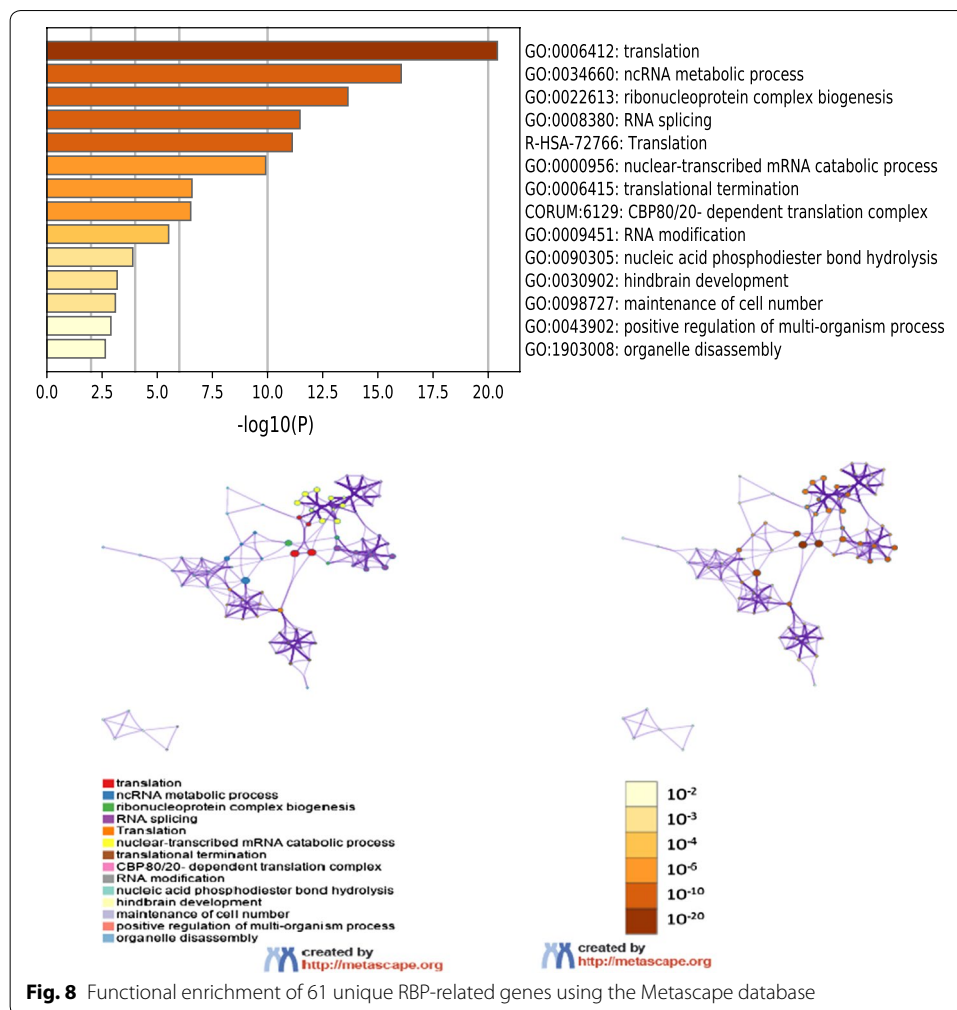 GO:0006412: translation
GO:0034660: ncRNA metabolic process
GO:0022613: ribonucleoprotein complex biogenesis
GO:0008380: RNA splicing
R-HSA-72766: Translation
GO:0000956: nuclear-transcribed mRNA catabolic process
GO:0006415: translational termination
CORUM:6129: CBP80/20- dependent translation complex
GO:0009451: RNA modification
GO:0090305: nucleic acid phosphodiester bond hydrolysis
GO:0030902: hindbrain development
GO:0098727: maintenance of cell number
GO:0043902: positive regulation of multi-organism process
GO:1903008: organelle disassembly
0.0 2.5 5.0 7.5 10.0 12.5 15.0 17.5 20.0
-log10(P)
translation
ncRNA metabolic process
ribonucleoprotein complex biogenesis
RNA splicing
Translation
nuclear-transcribed mRNA catabolic process
translational termination
CBP80/20- dependent translation complex
RNA modification
nucleic acid phosphodiester bond hydrolysis
hindbrain development
maintenance of cell number
positive regulation of multi-organism process
organelle disassembly
created by
http://metascape.org
10-2
10-3
10-4
10-6
10-10
10-20
created by
http://metascape.org
Fig. 8 Functional enrichment of 61 unique RBP-related genes using the Metascape database